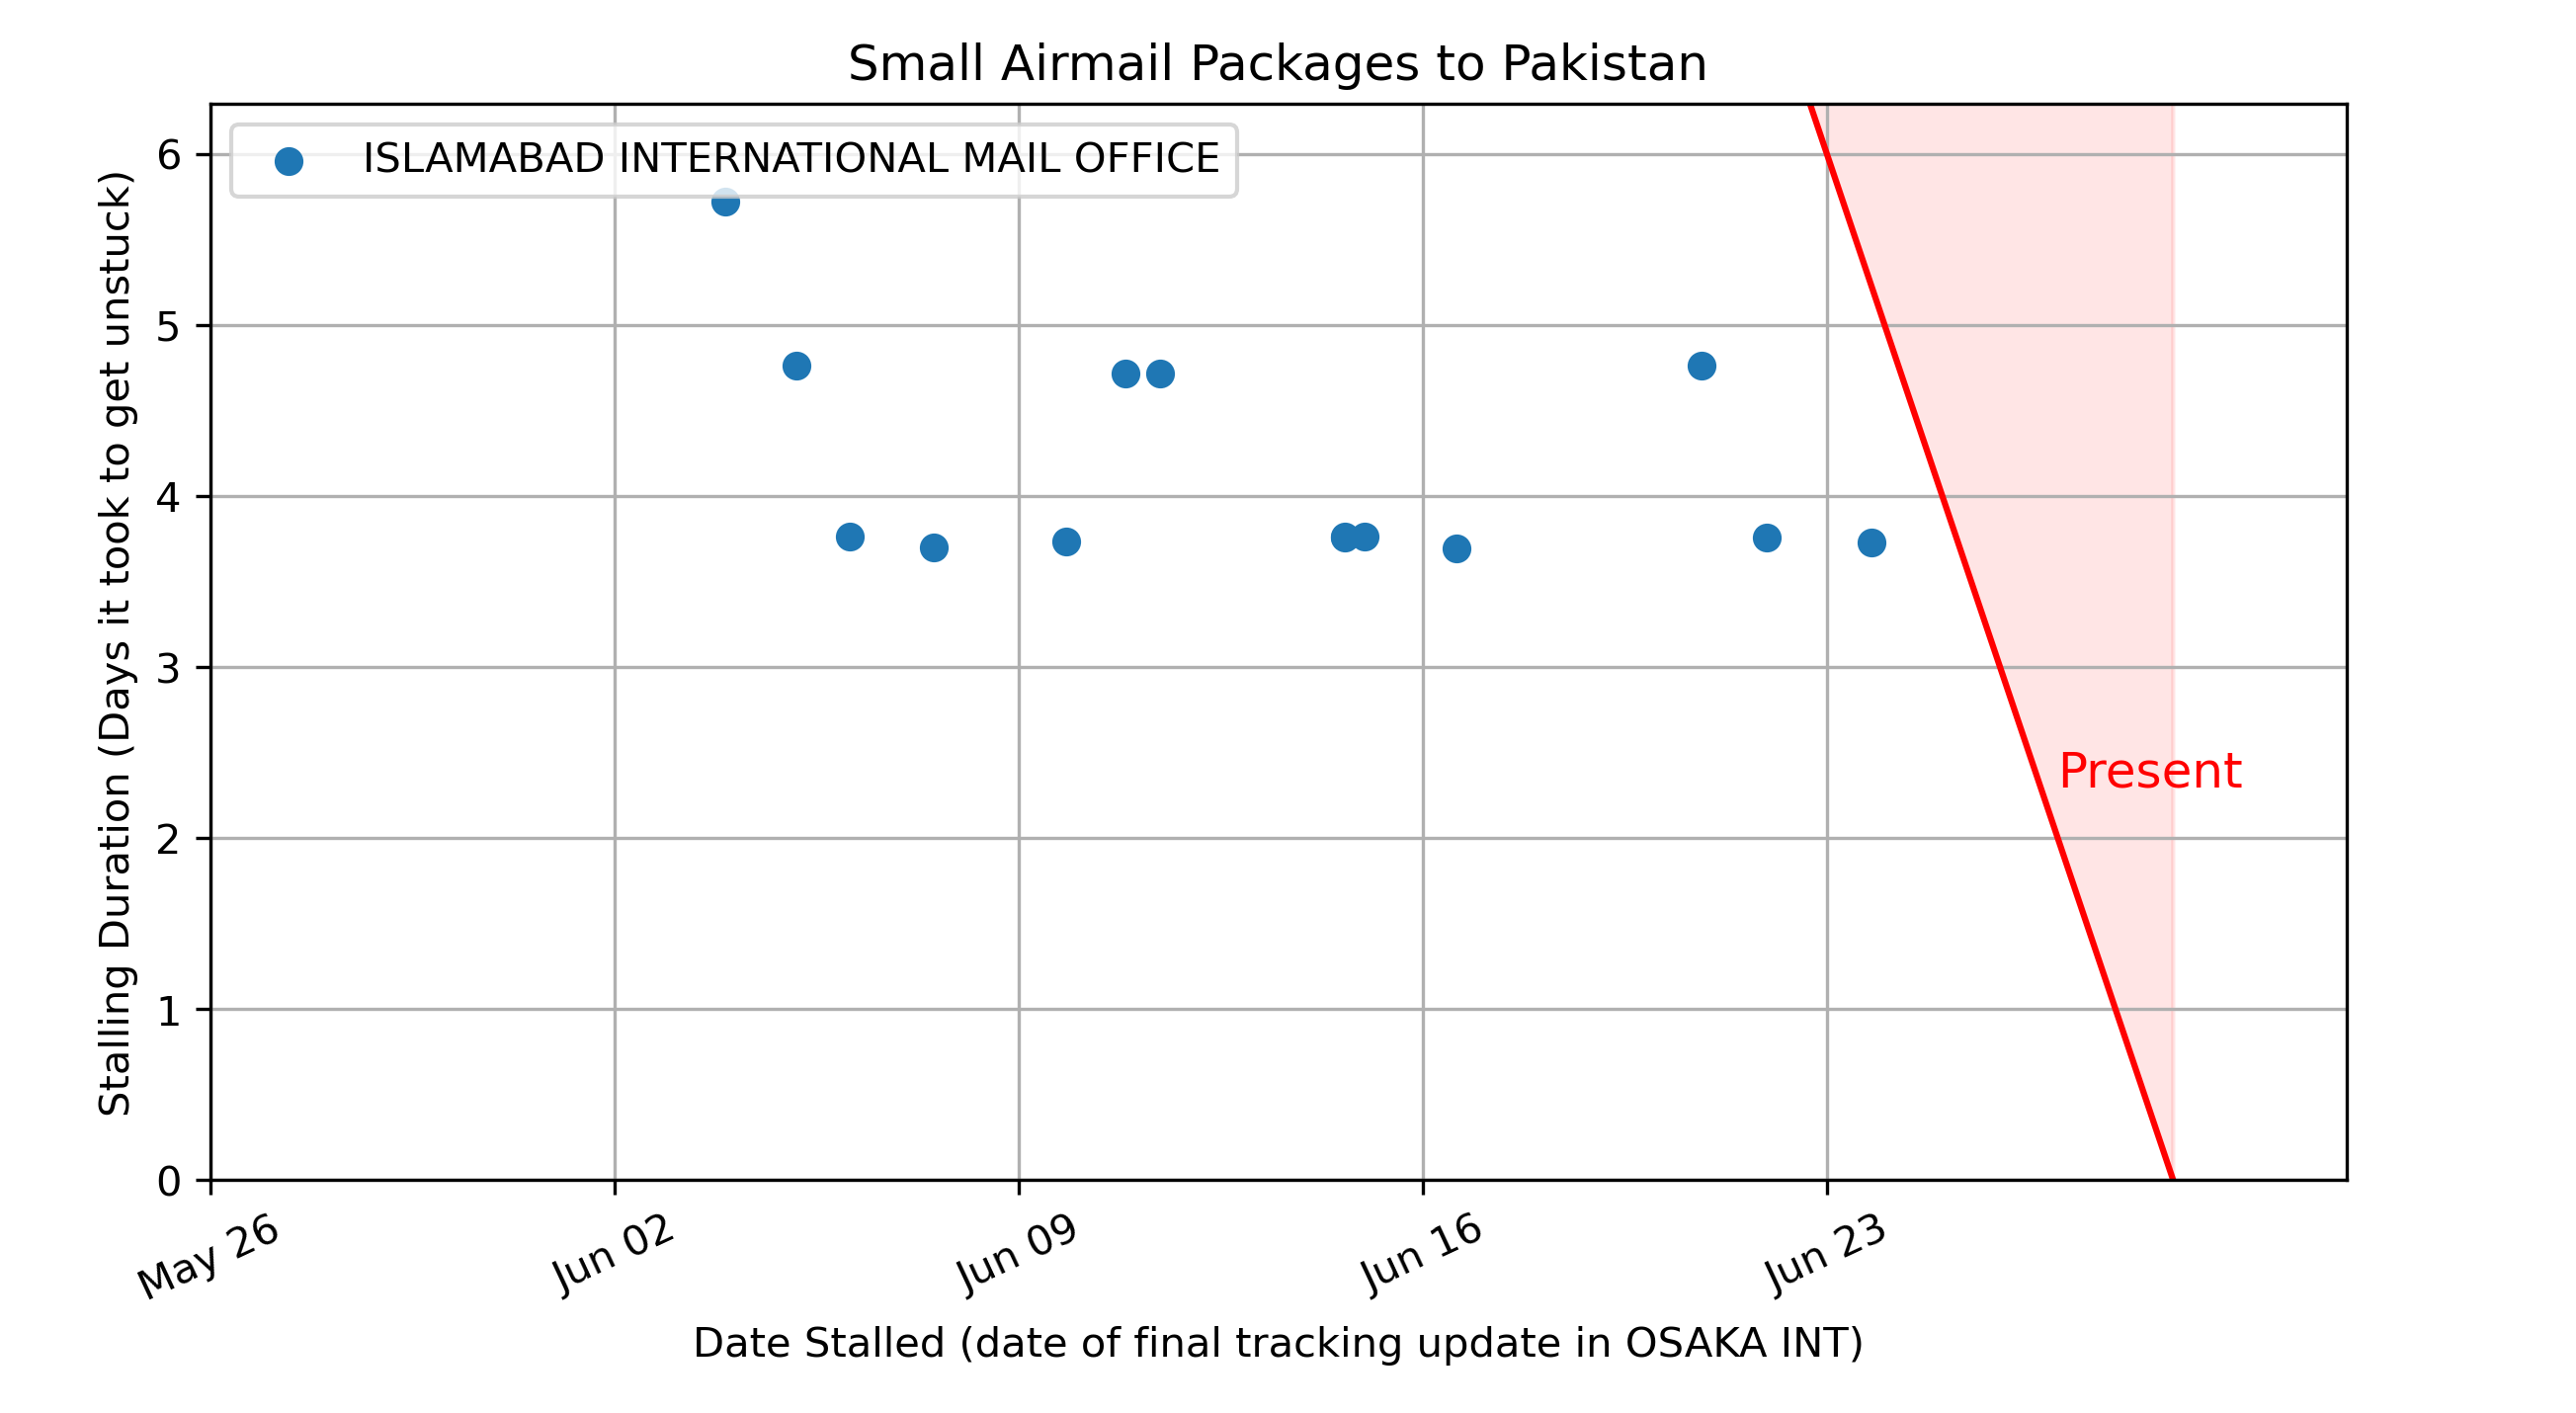 Small Airmail Packages to Pakistan
ISLAMABAD INTERNATIONAL MAIL OFFICE
Stalling Duration (Days it took to get unstuck)
6
5
4
3
2
1
0
Present
May 26
Jun 02
Jun 09
Jun 16
Jun 23
Date Stalled (date of final tracking update in OSAKA INT)